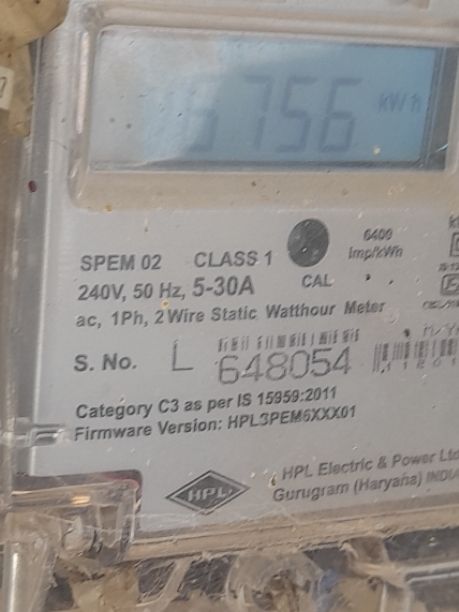 6756 kWh
SPEM 02 CLASS 1
6400
imp/kWh
CAL
240V, 50 Hz, 5-30A
ac, 1Ph, 2 Wire Static Watthour Meter
S. No. L 648054
Category C3 as per IS 15959:2011
Firmware Version: HPLSPEM6XXX01
HPL
HPL Electric & Power Ltd
Gurugram (Haryana) INDIA